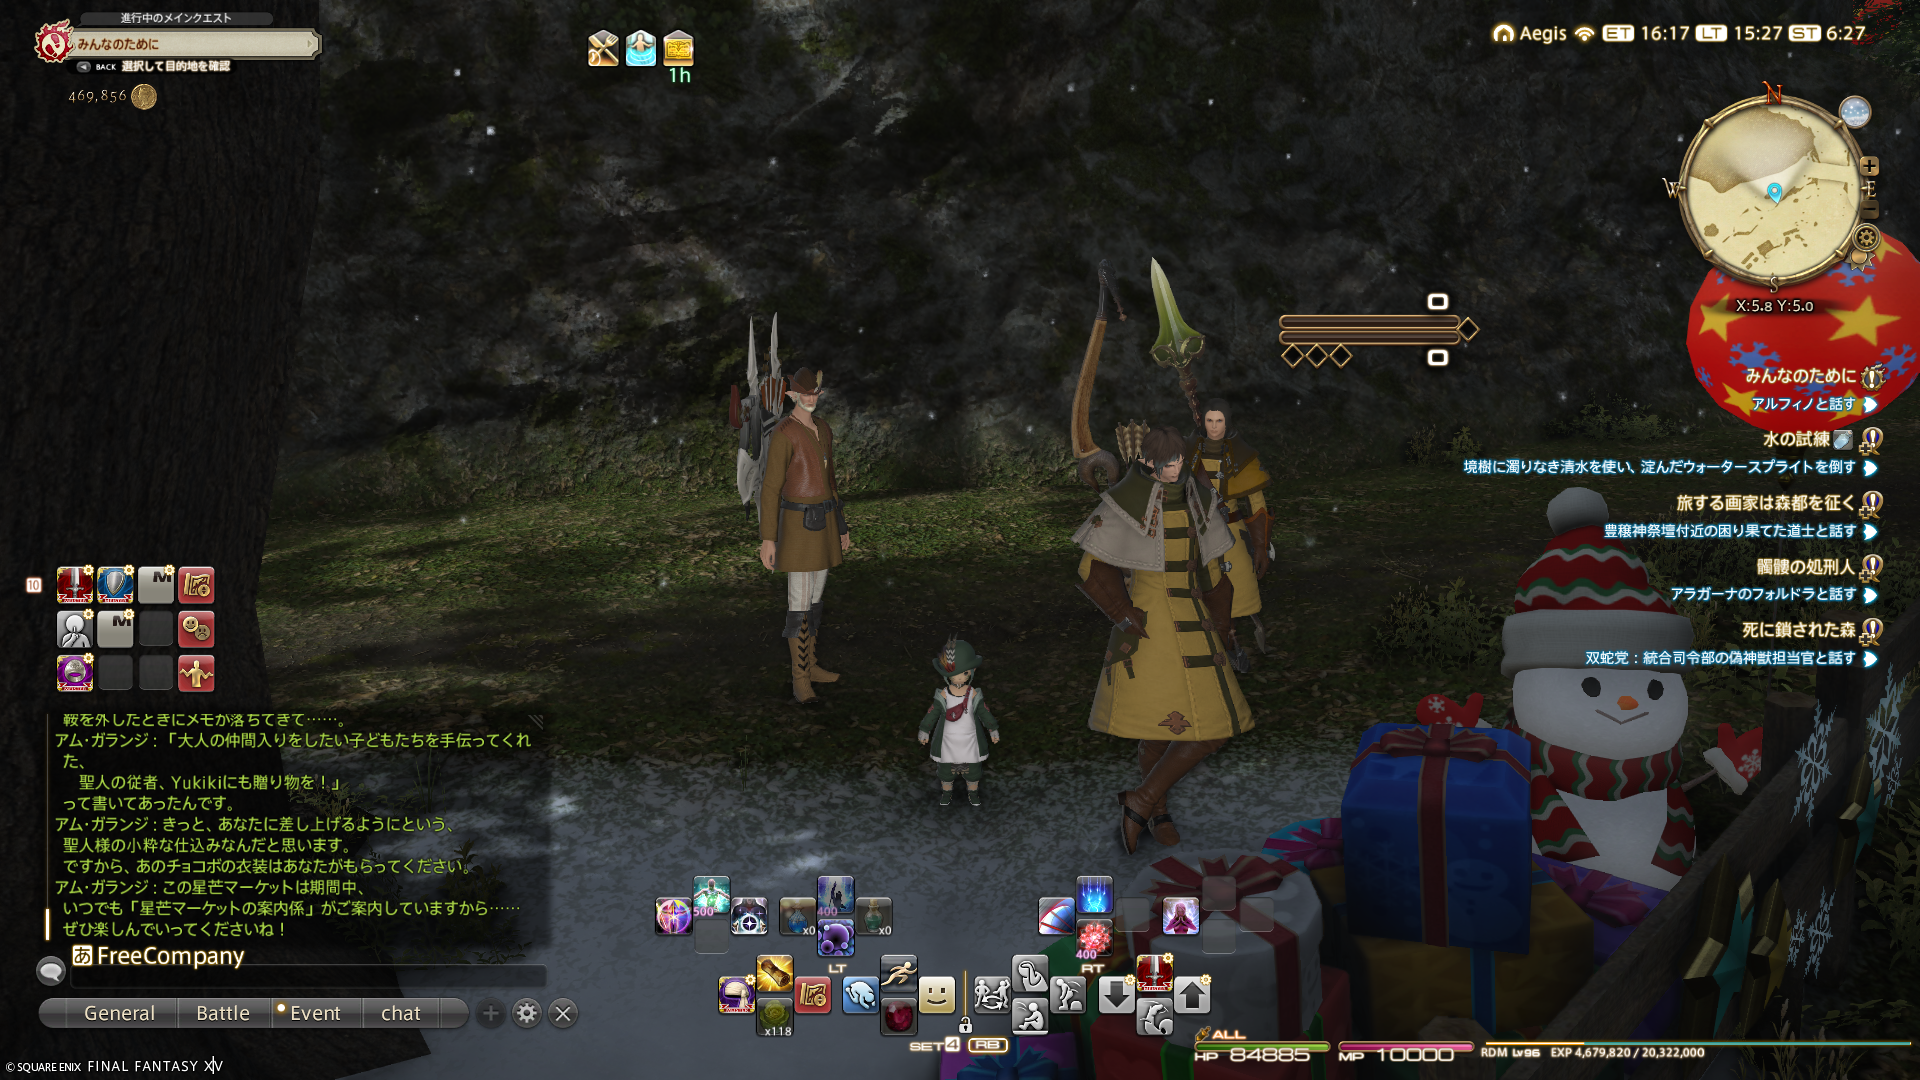 進行中のメインクエスト
みんなのために
BACK 選択して目的地を確認
469,856
1h
Aegis ET 16:17 LT 15:27 ST 6:27
N
W
E
S
X:5.8 Y:5.0
みんなのために
アルフィノと話す
水の試練
境樹に濁りなき清水を使い、淀んだウォータースプライトを倒す
旅する画家は森都を征く
豊穣神祭壇付近の困り果てた道士と話す
髑髏の処刑人
アラガーナのフォルドラと話す
死に鎖された森
双蛇党：統合司令部の偽神獣担当官と話す
0
0
10
M
M
鞍を外したときにメモが落ちてきて……。
アム・ガランジ：「大人の仲間入りをしたい子どもたちを手伝ってくれ
た、
聖人の従者、Yukikiにも贈り物を！」
って書いてあったんです。
アム・ガランジ：きっと、あなたに差し上げるようにという、
聖人様の小粋な仕込みなんだと思います。
ですから、あのチョコボの衣装はあなたがもらってください。
アム・ガランジ：この星芒マーケットは期間中、
いつでも「星芒マーケットの案内係」がご案内していますから……
ぜひ楽しんでいってくださいね！
あ FreeCompany
General Battle Event chat
500
x0
400
x0
400
LT
RT
x118
SET 4 RB
ALL
HP 84885 MP 10000
RDM Lv96 EXP 4,679,820 / 20,322,000
© SQUARE ENIX FINAL FANTASY XIV